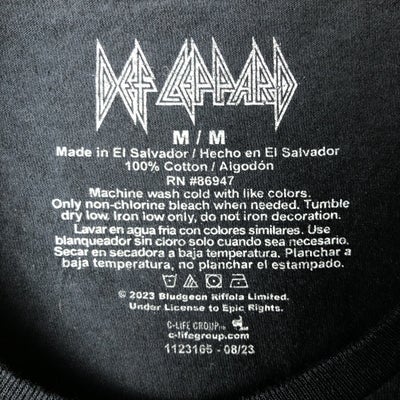 DEF LEPPARD
M / M
Made in El Salvador / Hecho en El Salvador
100% Cotton / Algodón
RN #86947
Machine wash cold with like colors.
Only non-chlorine bleach when needed. Tumble
dry low. Iron low only, do not iron decoration.
Lavar en agua fria con colores similares. Use
blanqueador sin cloro solo cuando sea necesario.
Secar en secadora a baja temperatura. Planchar a
baja temperatura, no planchar el estampado.
© 2023 Bludgeon Riffola Limited.
Under License to Epic Rights.
C-LIFE GROUP
c-lifegroup.com
1123165 - 08/23